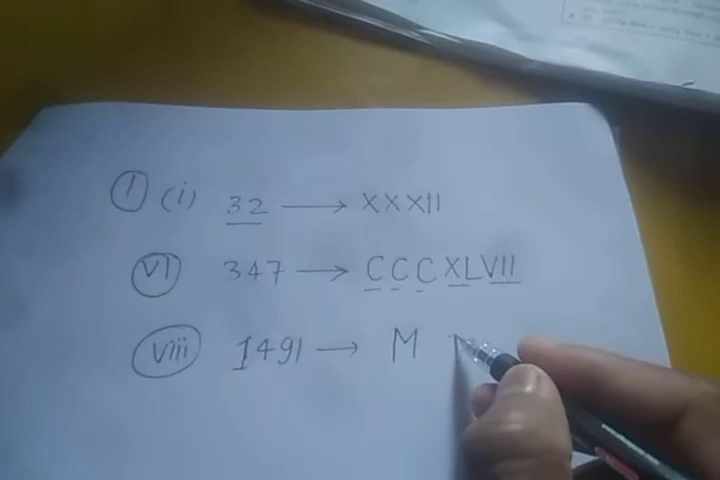 1 (i) 32 → XXXII
VI 347 → CCCXLVII
viii 1491 → M